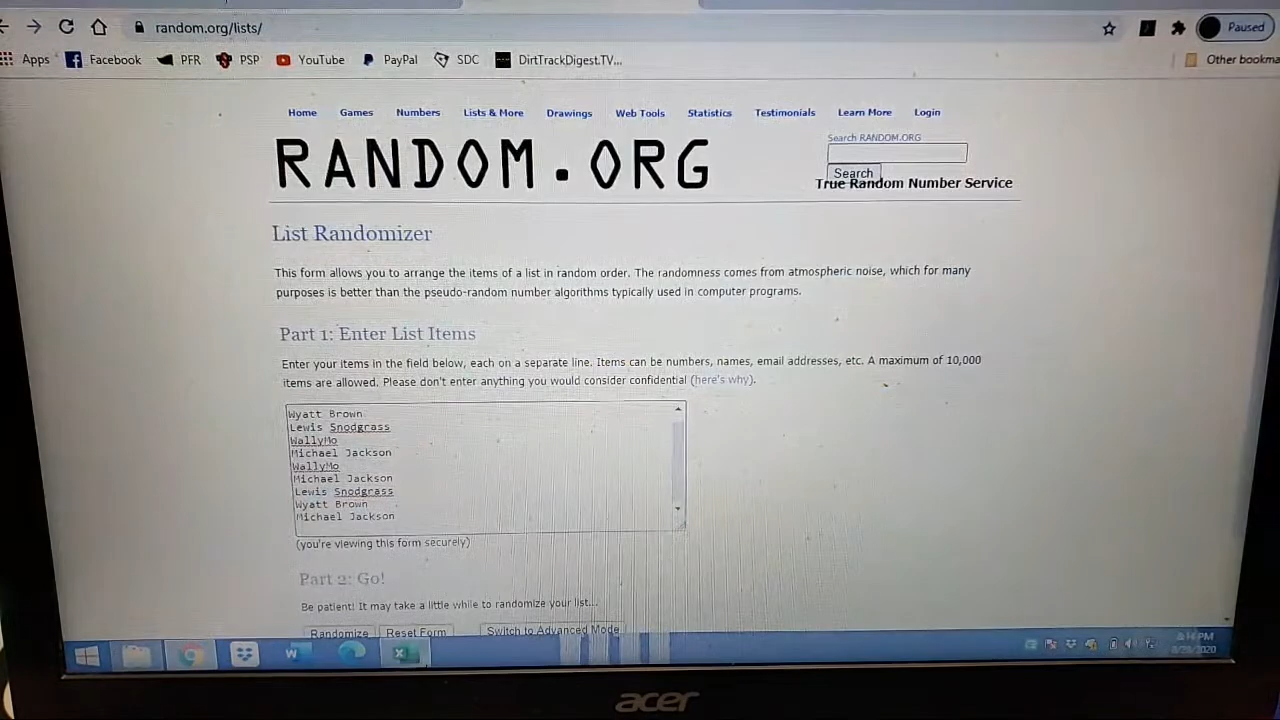 random.org/lists/
Paused
Apps Facebook PFR PSP YouTube PayPal SDC DirtTrackDigest.TV... Other bookma
Home Games Numbers Lists & More Drawings Web Tools Statistics Testimonials Learn More Login
RANDOM.ORG
Search RANDOM.ORG
Search
True Random Number Service
List Randomizer
This form allows you to arrange the items of a list in random order. The randomness comes from atmospheric noise, which for many
purposes is better than the pseudo-random number algorithms typically used in computer programs.
Part 1: Enter List Items
Enter your items in the field below, each on a separate line. Items can be numbers, names, email addresses, etc. A maximum of 10,000
items are allowed. Please don't enter anything you would consider confidential (here's why).
Wyatt Brown
Lewis Snodgrass
WallyMo
Michael Jackson
WallyMo
Michael Jackson
Lewis Snodgrass
Wyatt Brown
Michael Jackson
(you're viewing this form securely)
Part 2: Go!
Be patient! It may take a little while to randomize your list...
Randomize Reset Form Switch to Advanced Mode
PM
acer